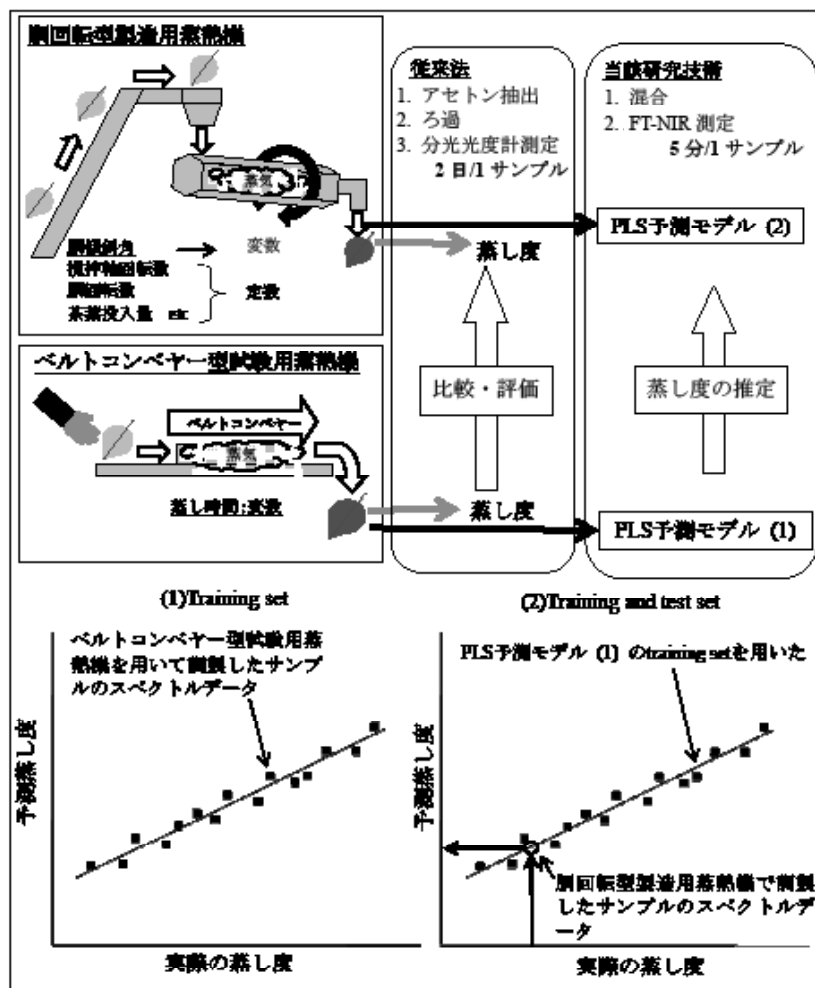 胴回転型製造用蒸熱機
蒸気
胴傾斜角
変数
撹拌軸回転数
胴回転数
定数
茶葉投入量 etc
従来法
1. アセトン抽出
2. ろ過
3. 分光光度計測定
2 日/1 サンプル
当該研究技術
1. 混合
2. FT-NIR 測定
5 分/1 サンプル
蒸し度
PLS予測モデル (2)
比較・評価
蒸し度の推定
ベルトコンベヤー型試験用蒸熱機
ベルトコンベヤー
蒸気
蒸し時間:変数
蒸し度
PLS予測モデル (1)
(1)Training set
ベルトコンベヤー型試験用蒸
熱機を用いて調製したサンプ
ルのスペクトルデータ
予測蒸し度
実際の蒸し度
(2)Training and test set
PLS予測モデル (1) のtraining setを用いた
予測蒸し度
胴回転型製造用蒸熱機で調製
したサンプルのスペクトルデ
ータ
実際の蒸し度